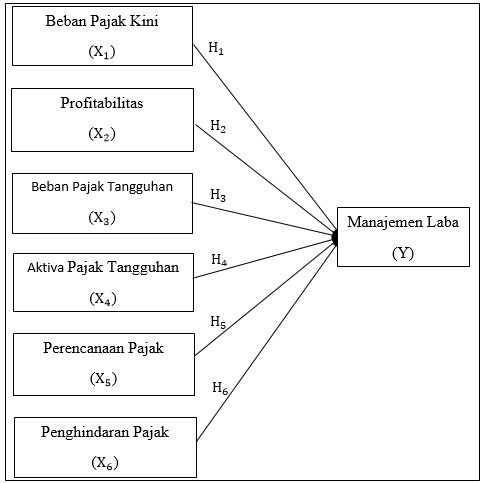 Beban Pajak Kini
(X₁)
H₁
Profitabilitas
(X₂)
H₂
Beban Pajak Tangguhan
(X₃)
H₃
Aktiva Pajak Tangguhan
(X₄)
H₄
Perencanaan Pajak
(X₅)
H₅
Penghindaran Pajak
(X₆)
H₆
Manajemen Laba
(Y)